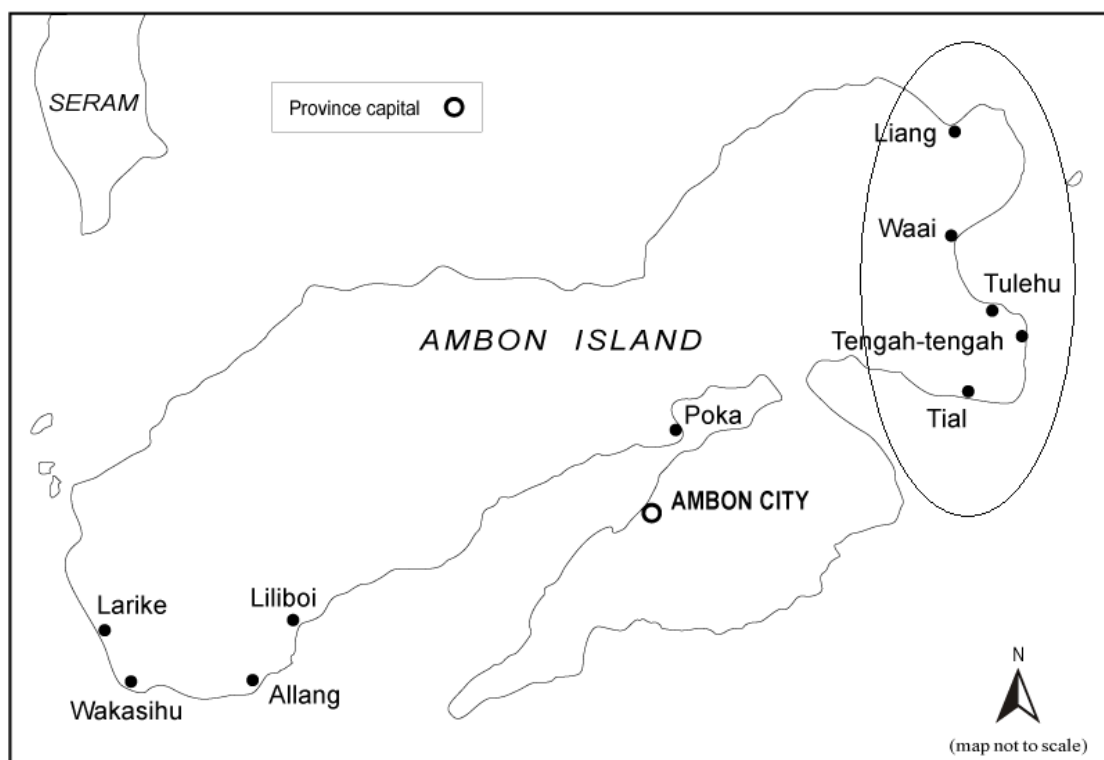 SERAM
Province capital
Liang
Waai
Tulehu
AMBON ISLAND
Tengah-tengah
Poka
Tial
AMBON CITY
Larike
Liliboi
Wakasihu
Allang
N
(map not to scale)